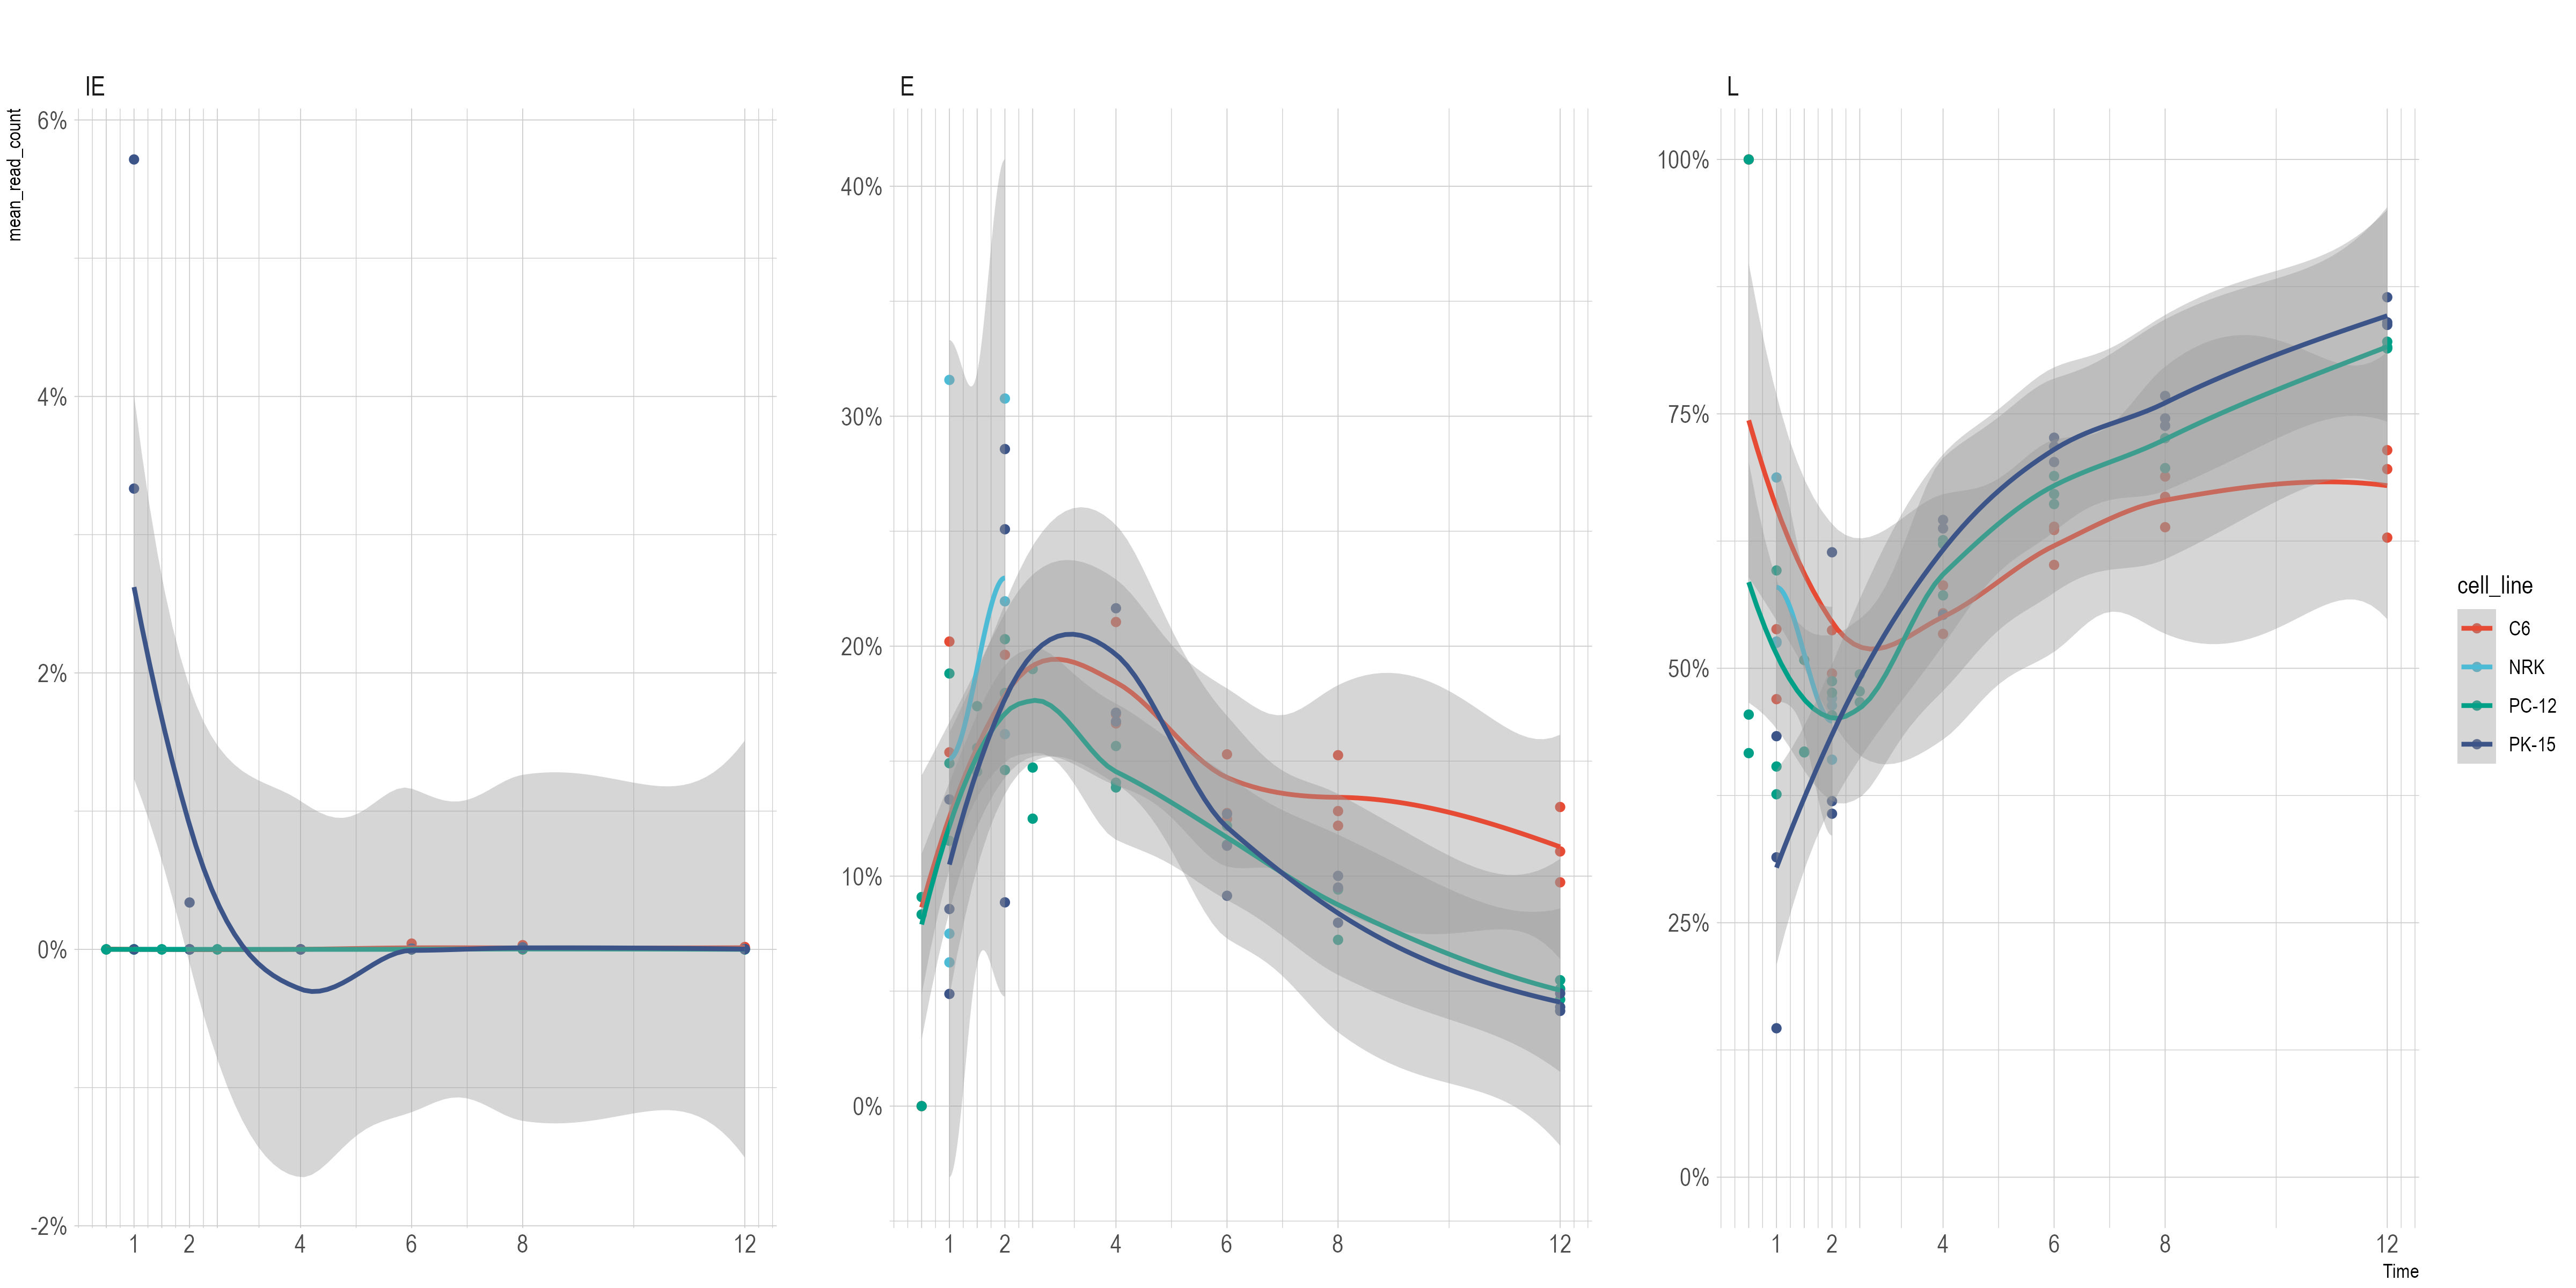 IE
E
L
mean_read_count
6%
4%
2%
0%
-2%
1 2 4 6 8 12
40%
30%
20%
10%
0%
1 2 4 6 8 12
100%
75%
50%
25%
0%
1 2 4 6 8 12
Time
cell_line
C6
NRK
PC-12
PK-15